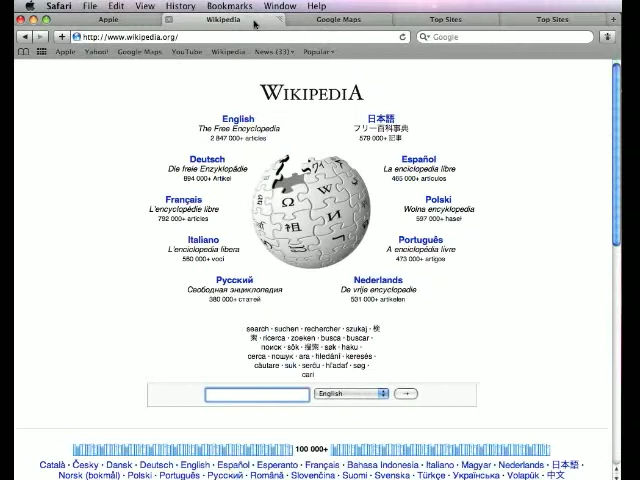 Safari File Edit View History Bookmarks Window Help
Apple Wikipedia Google Maps Top Sites Top Sites
http://www.wikipedia.org/ Google
Apple Yahoo! Google Maps YouTube Wikipedia News (33) Popular
WIKIPEDIA
English 日本語
The Free Encyclopedia フリー百科事典
2 847 000+ articles 579 000+ 記事
Deutsch Español
Die freie Enzyklopädie La enciclopedia libre
894 000+ Artikel 465 000+ artículos
Français Polski
L'encyclopédie libre Wolna encyklopedia
792 000+ articles 597 000+ haseł
Italiano Português
L'enciclopedia libera A enciclopédia livre
560 000+ voci 473 000+ artigos
Русский Nederlands
Свободная энциклопедия De vrije encyclopedie
380 000+ статей 531 000+ artikelen
search · suchen · rechercher · szukaj · 検
索 · ricerca · zoeken · busca · buscar ·
поиск · sök · 搜索 · søk · haku ·
cerca · пошук · ara · hledání · keresés ·
căutare · suk · serĉu · hľadať · søg ·
cari
English →
100 000+
Català · Česky · Dansk · Deutsch · English · Español · Esperanto · Français · Bahasa Indonesia · Italiano · Magyar · Nederlands · 日本語 ·
Norsk (bokmål) · Polski · Português · Русский · Română · Slovenčina · Suomi · Svenska · Türkçe · Українська · Volapük · 中文